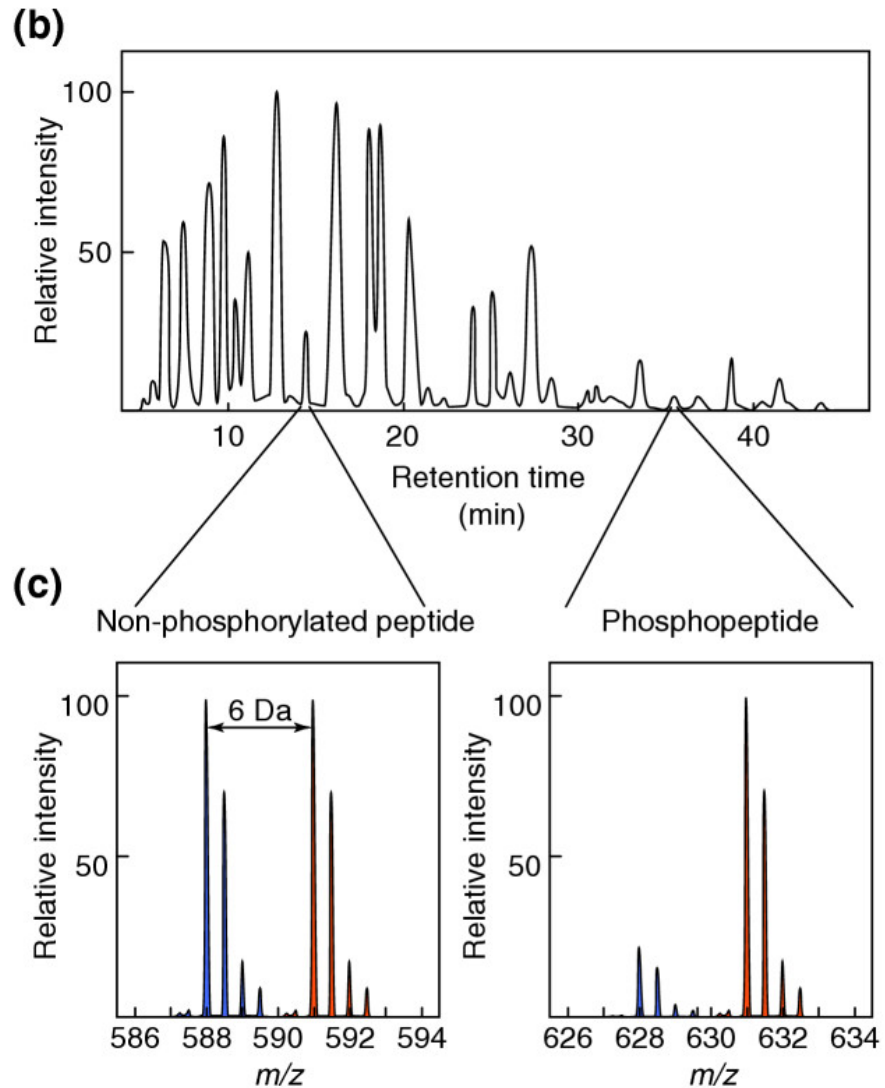 (b)
Relative intensity
100
50
10 20 30 40
Retention time
(min)
(c)
Non-phosphorylated peptide
Phosphopeptide
Relative intensity
100
50
6 Da
586 588 590 592 594
m/z
Relative intensity
100
50
626 628 630 632 634
m/z